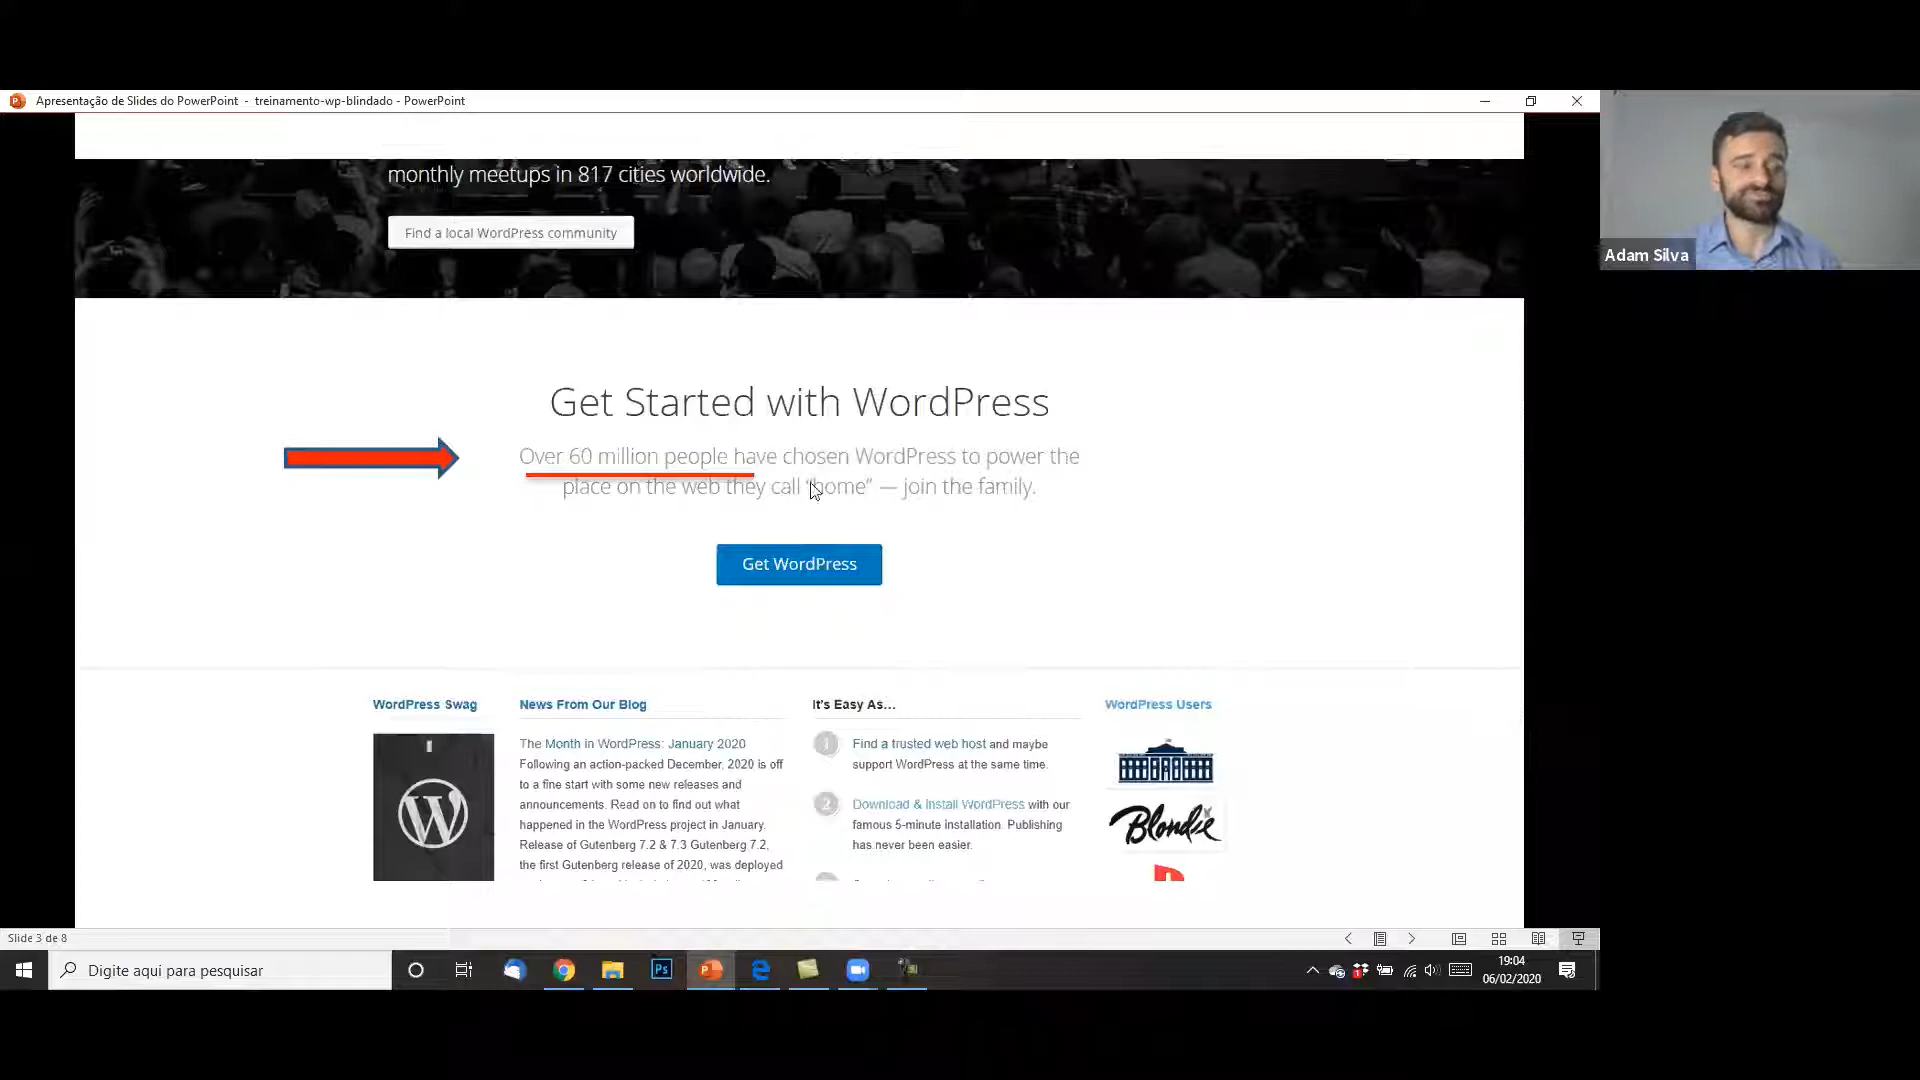 Apresentação de Slides do PowerPoint - treinamento-wp-blindado - PowerPoint
monthly meetups in 817 cities worldwide.
Find a local WordPress community
Adam Silva
Get Started with WordPress
Over 60 million people have chosen WordPress to power the
place on the web they call “home” — join the family.
Get WordPress
WordPress Swag
News From Our Blog
The Month in WordPress: January 2020
Following an action-packed December, 2020 is off
to a fine start with some new releases and
announcements. Read on to find out what
happened in the WordPress project in January.
Release of Gutenberg 7.2 & 7.3 Gutenberg 7.2,
the first Gutenberg release of 2020, was deployed
It's Easy As...
1
Find a trusted web host and maybe
support WordPress at the same time.
2
Download & Install WordPress with our
famous 5-minute installation. Publishing
has never been easier.
WordPress Users
Blondie
Slide 3 de 8
Digite aqui para pesquisar
Ps
19:04
06/02/2020